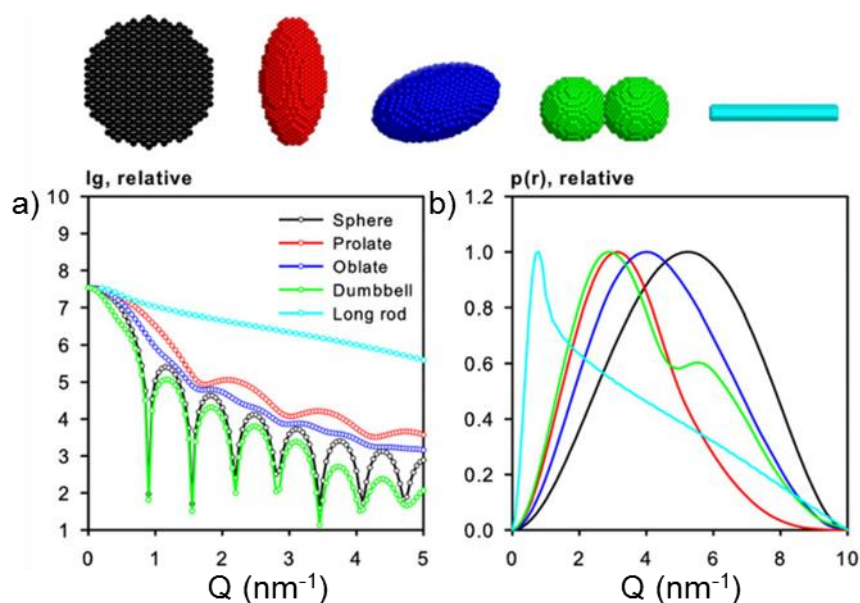 lg, relative
p(r), relative
a)
b)
10
9
8
7
6
5
4
3
2
1
Sphere
Prolate
Oblate
Dumbbell
Long rod
0 1 2 3 4 5
Q (nm-1)
1.2
1.0
0.8
0.6
0.4
0.2
0.0
0 2 4 6 8 10
Q (nm-1)